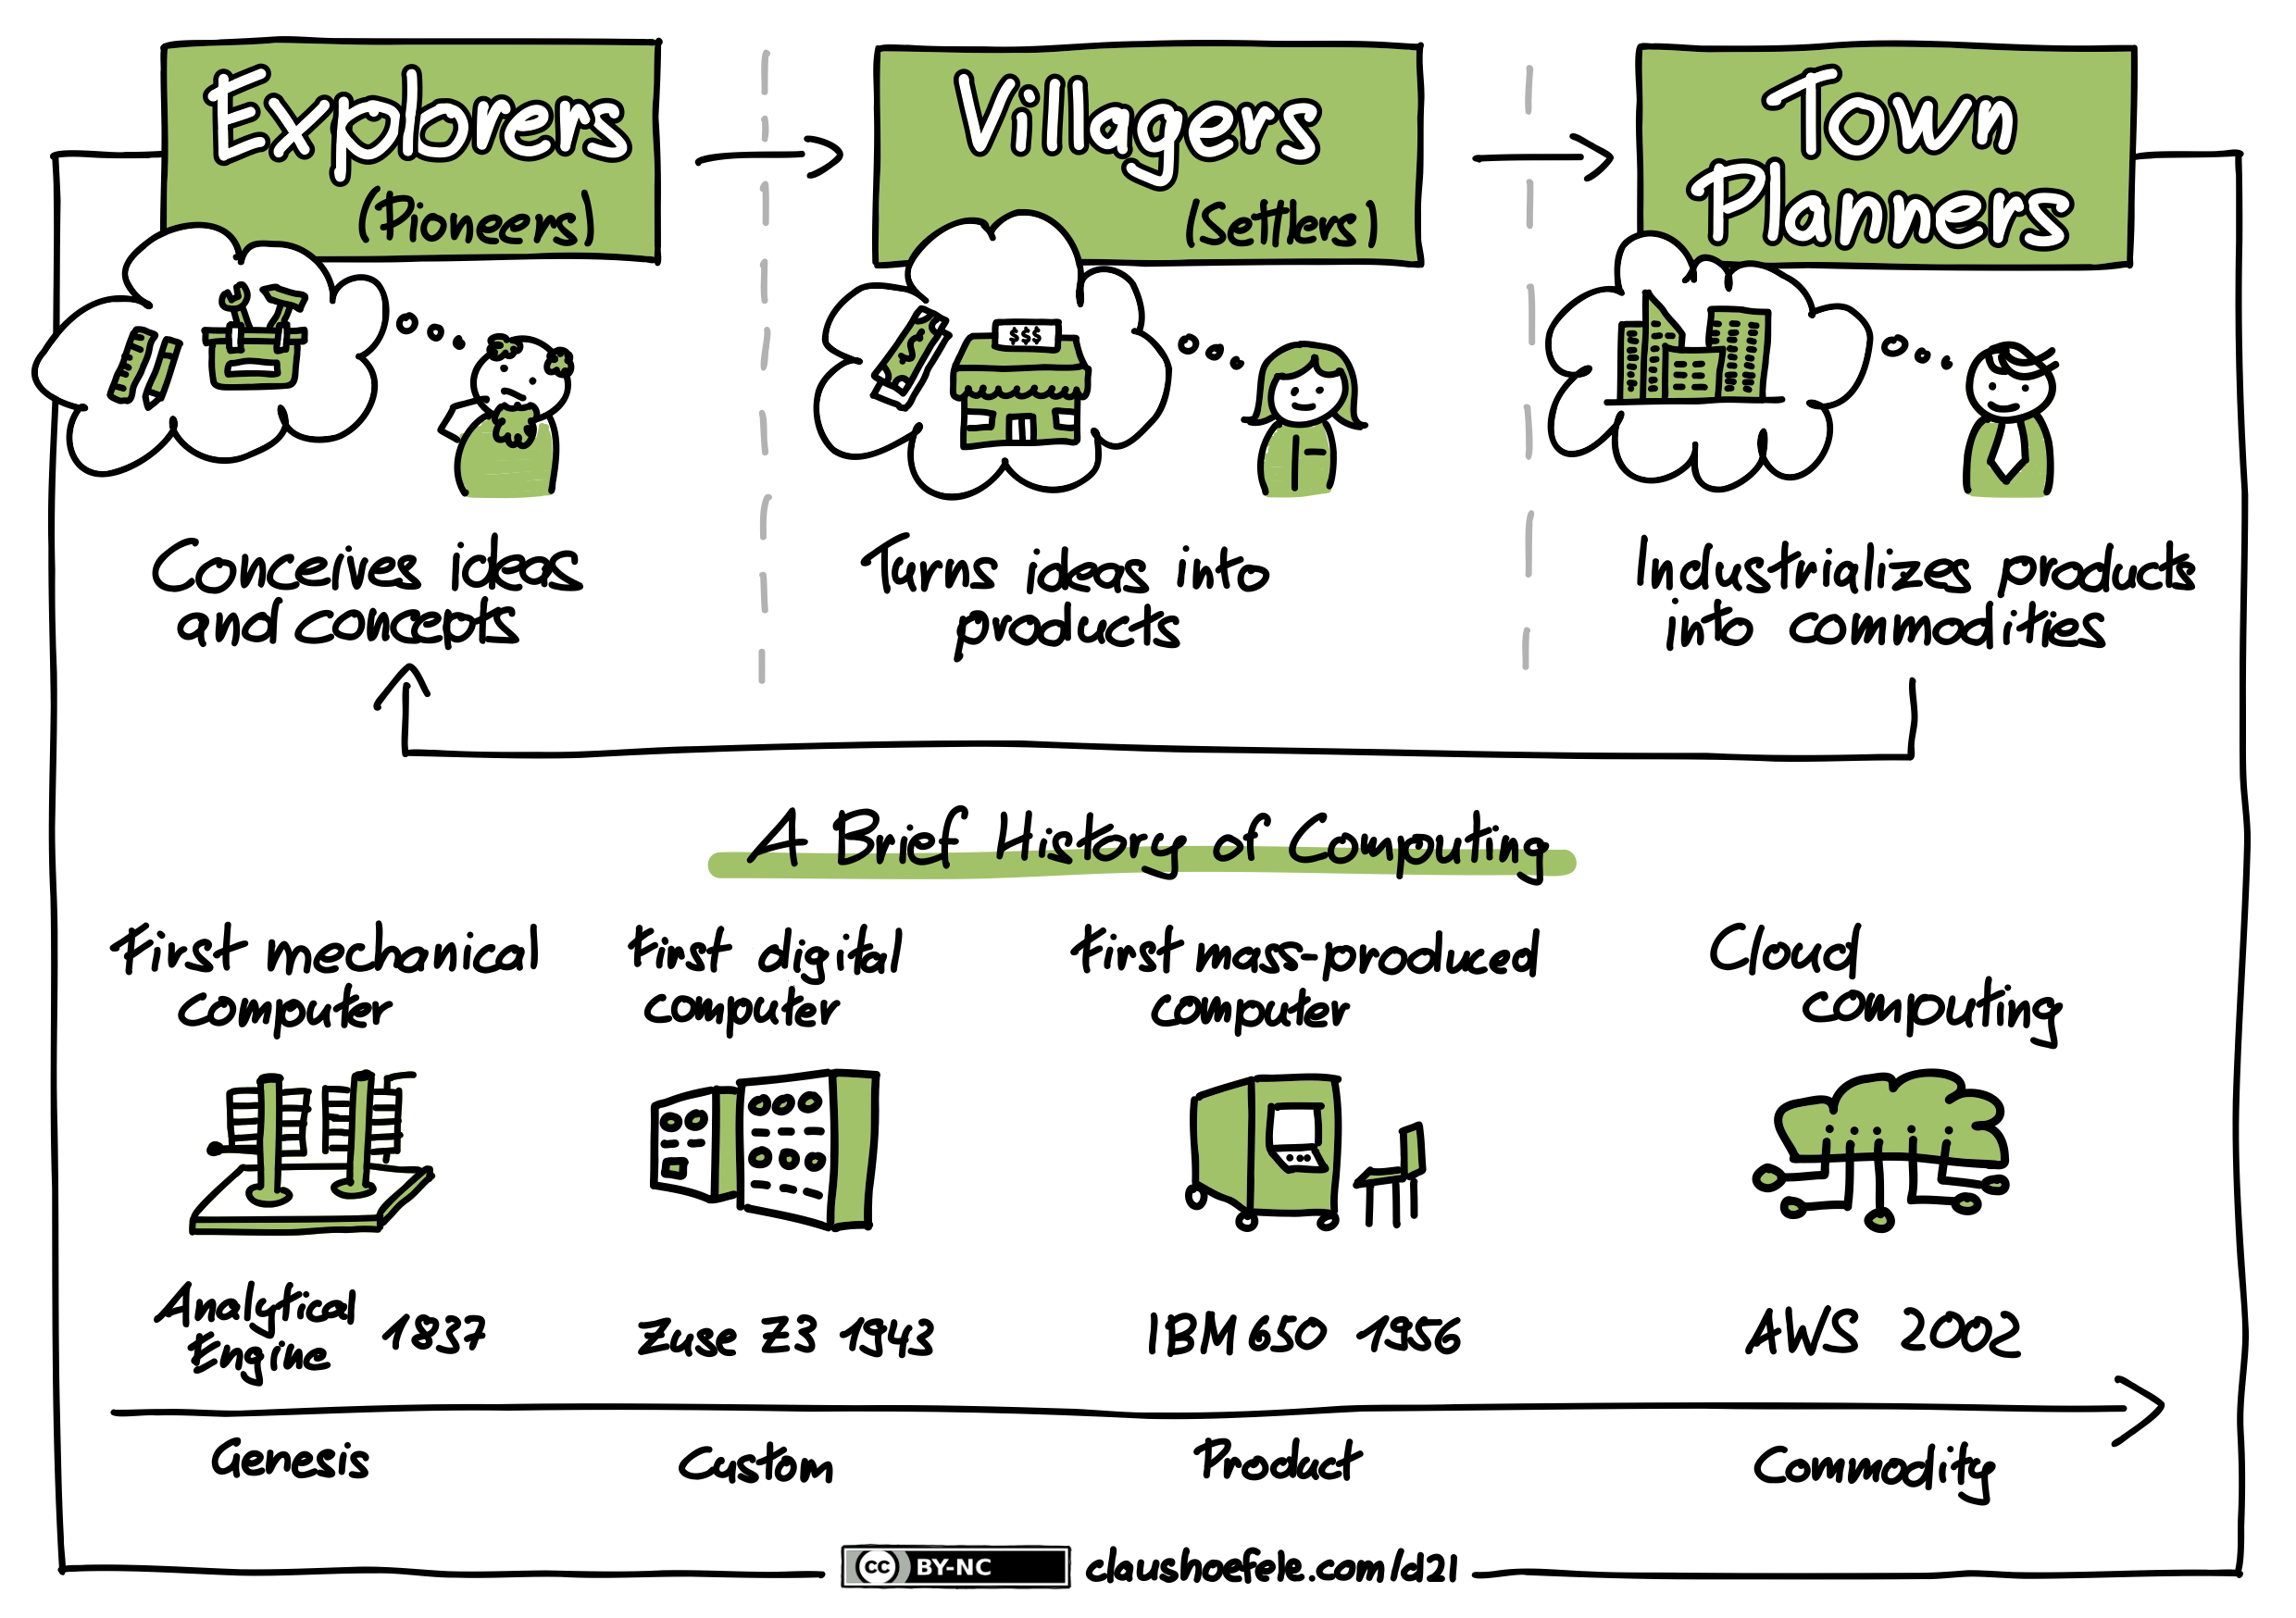 Explorers
(Pioneers)
Villagers
(Settlers)
Town
Planners
$$$
Conceives ideas
and concepts
Turns ideas into
products
Industrializes products
into commodities
A Brief History of Computing
First mechanical
computer
First digital
computer
First mass-produced
computer
Cloud
computing
Analytical
Engine 1837
Zuse Z3 1943
IBM 650 1956
AWS 2002
Genesis
Custom
Product
Commodity
cc BY-NC claushoefele.com/d21